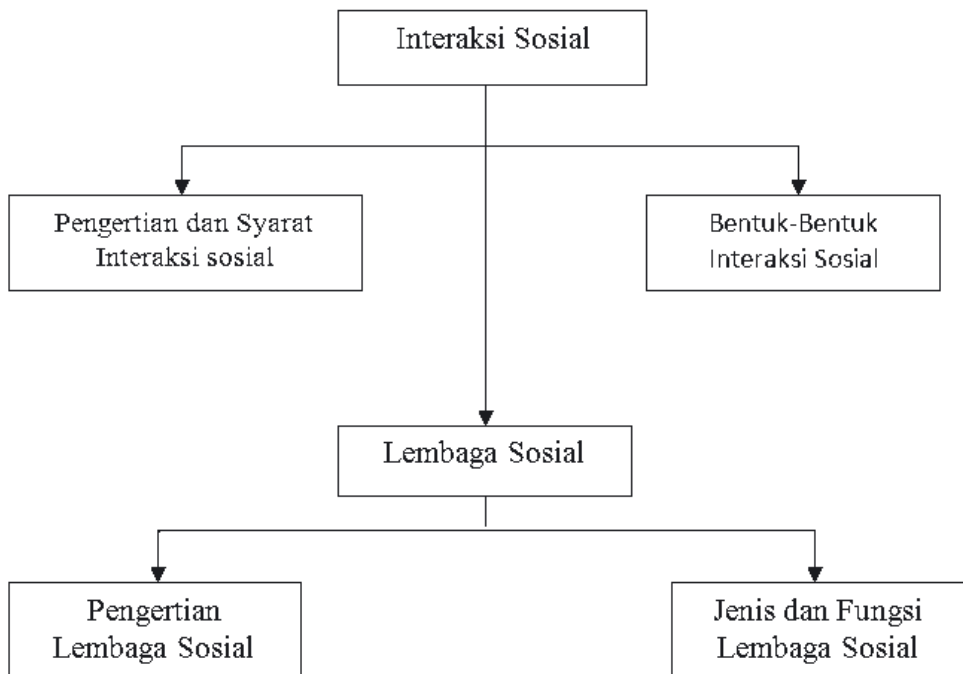 Interaksi Sosial
Pengertian dan Syarat
Interaksi sosial
Bentuk-Bentuk
Interaksi Sosial
Lembaga Sosial
Pengertian
Lembaga Sosial
Jenis dan Fungsi
Lembaga Sosial